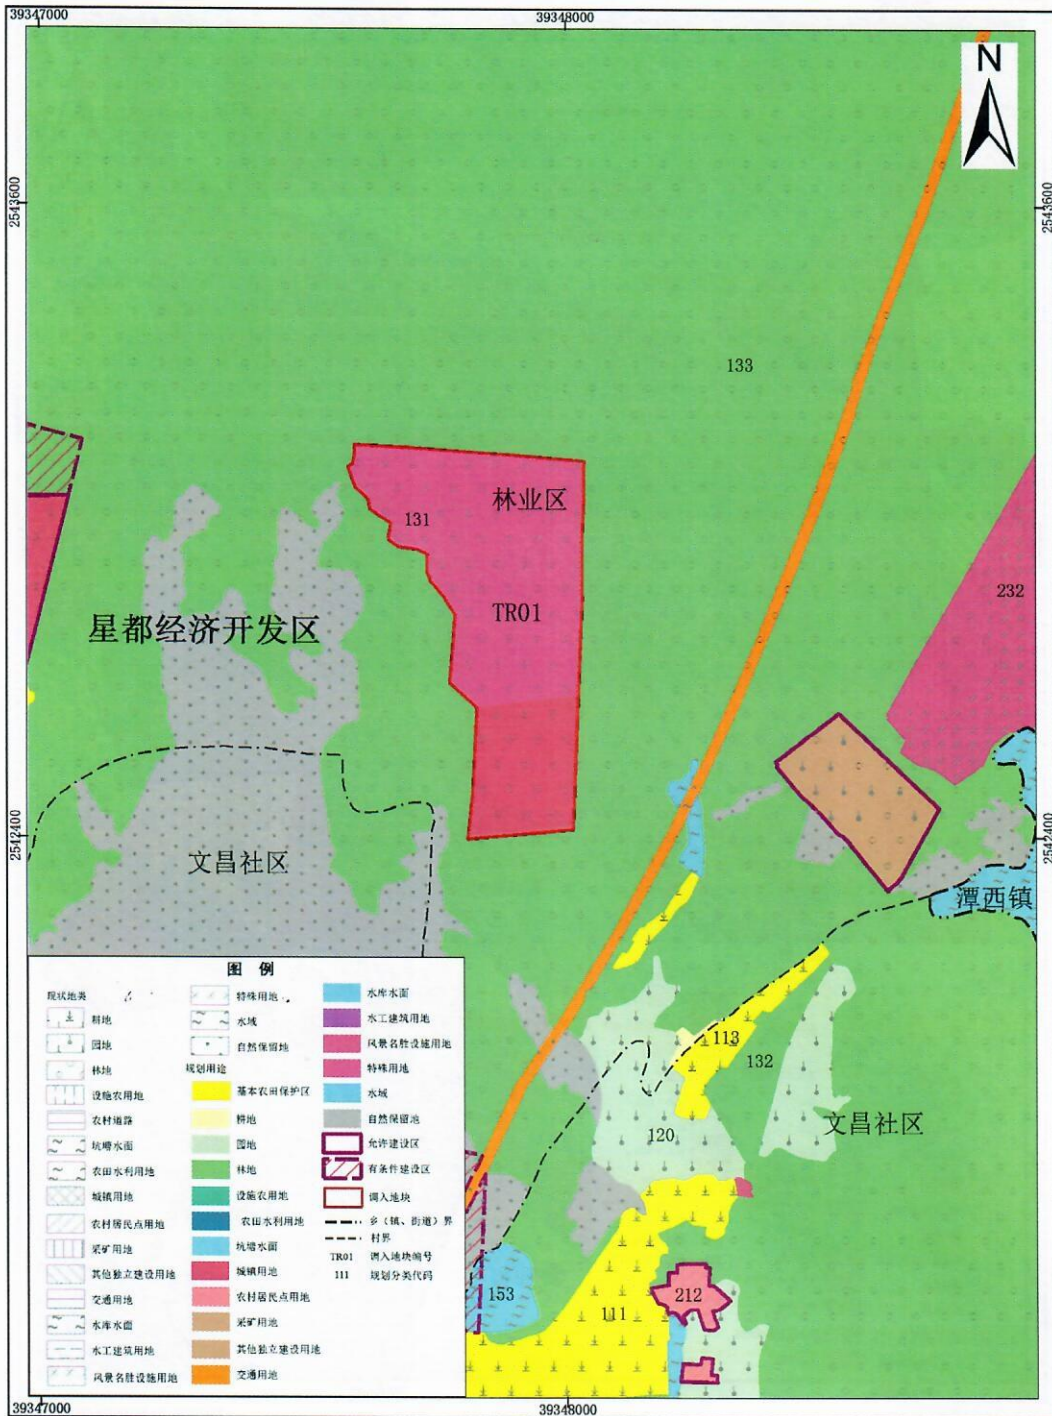 39347000
39348000
N
2543600
2543600
133
林业区
131
232
TR01
星都经济开发区
2542400
2542400
文昌社区
潭西镇
113
132
文昌社区
120
153
212
111
图 例
现状地类
耕地
园地
林地
设施农用地
农村道路
坑塘水面
农田水利用地
城镇用地
农村居民点用地
采矿用地
其他独立建设用地
交通用地
水库水面
水工建筑用地
风景名胜设施用地
特殊用地
水域
自然保留地
规划用途
基本农田保护区
耕地
园地
林地
设施农用地
农田水利用地
坑塘水面
城镇用地
农村居民点用地
采矿用地
其他独立建设用地
交通用地
水库水面
水工建筑用地
风景名胜设施用地
特殊用地
水域
自然保留地
允许建设区
有条件建设区
调入地块
乡（镇、街道）界
村界
TR01 调入地块编号
111 规划分类代码
39347000
39348000